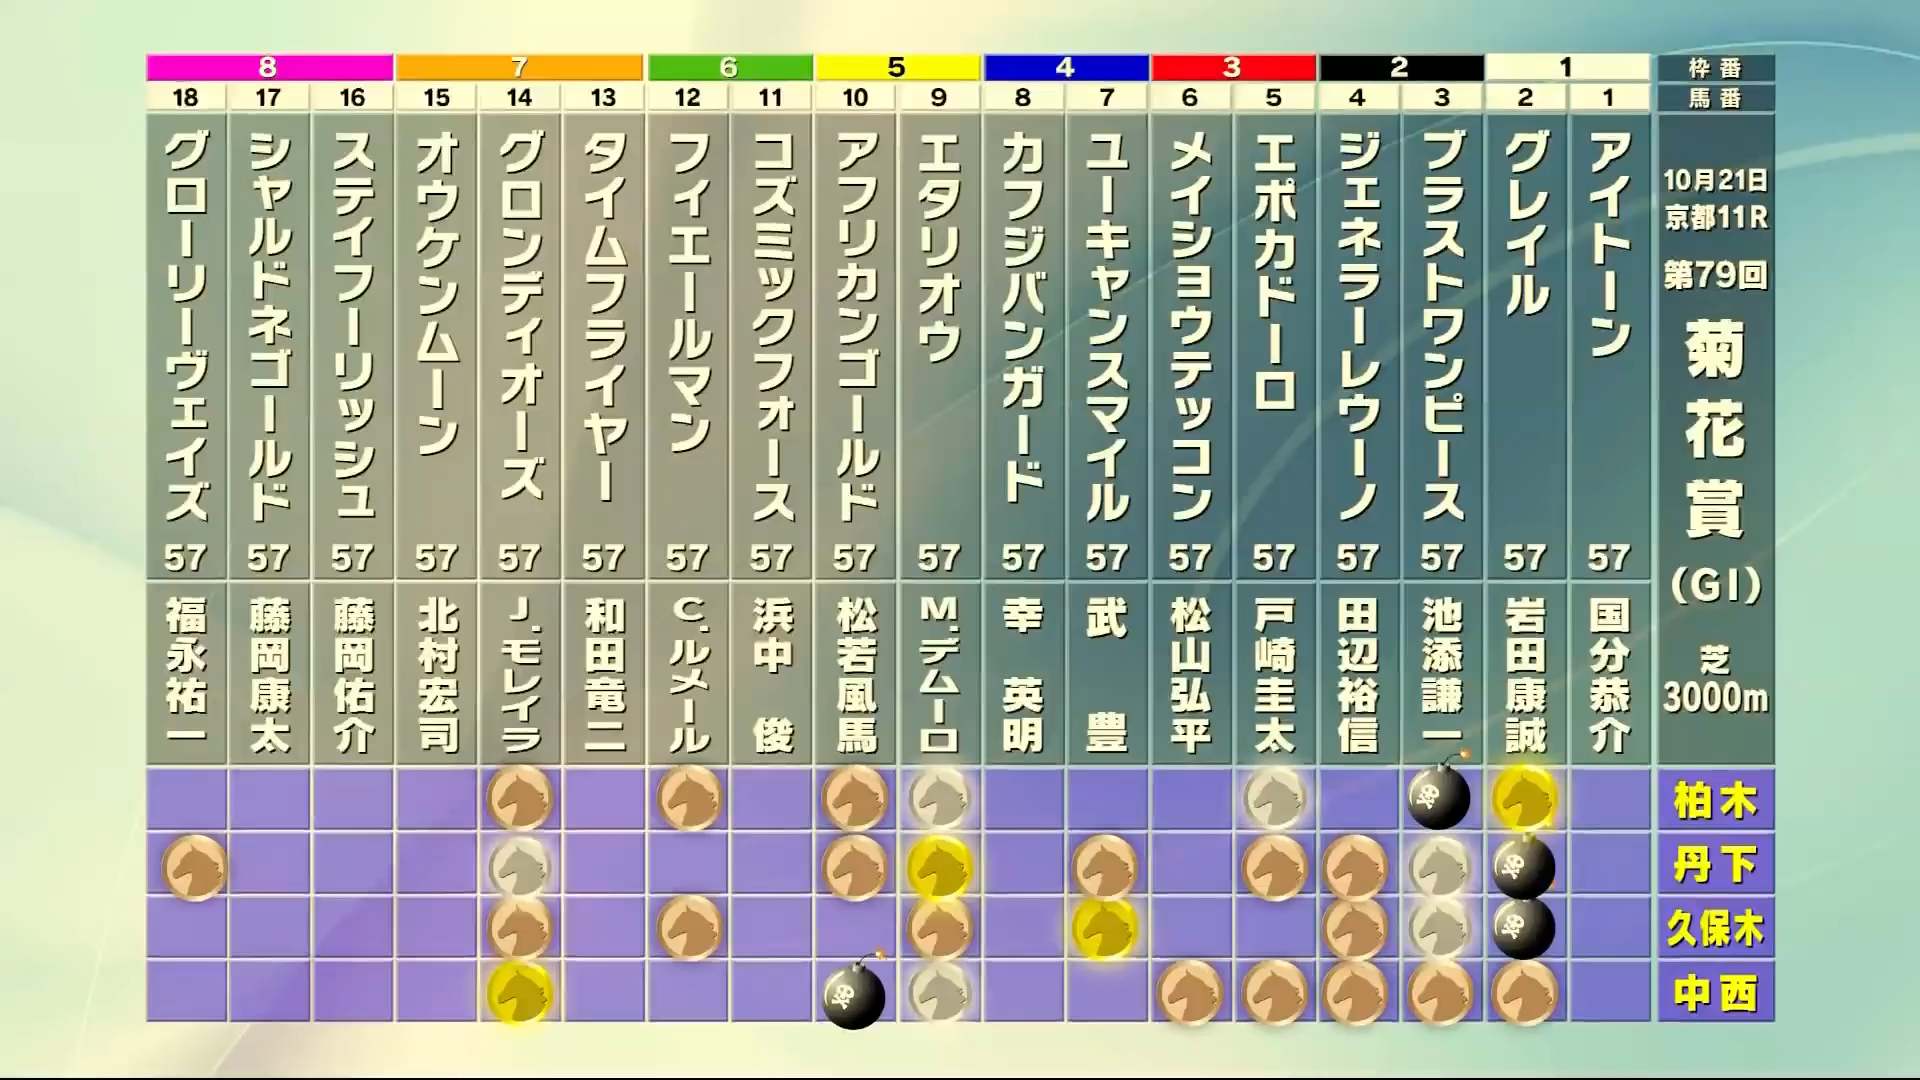 枠番
馬番
10月21日
京都11R
第79回
菊花賞
(GI)
芝
3000m
柏木
丹下
久保木
中西
1
1
アイトーン
57
国分恭介
2
グレイル
57
岩田康誠
2
3
ブラストワンピース
57
池添謙一
4
ジェネラーレウーノ
57
田辺裕信
3
5
エポカドーロ
57
戸崎圭太
6
メイショウテッコン
57
松山弘平
4
7
ユーキャンスマイル
57
武豊
8
カフジバンガード
57
幸英明
5
9
エタリオウ
57
M.デムーロ
10
アフリカンゴールド
57
松若風馬
6
11
コズミックフォース
57
浜中俊
12
フィエールマン
57
C.ルメール
7
13
タイムフライヤー
57
和田竜二
14
グロンディオーズ
57
J.モレイラ
15
オウケンムーン
57
北村宏司
8
16
ステイフーリッシュ
57
藤岡佑介
17
シャルドネゴールド
57
藤岡康太
18
グローリーヴェイズ
57
福永祐一